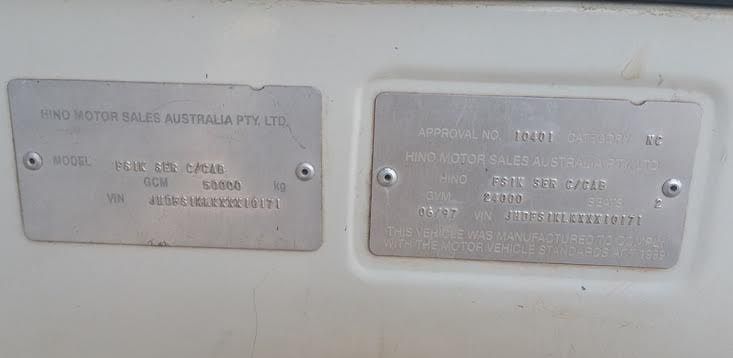 HINO MOTOR SALES AUSTRALIA PTY. LTD.
MODEL FS1K SER C/CAB
GCM 50000 kg
VIN JHDFS1KLKXXX10171
APPROVAL NO. 10401 CATEGORY NC
HINO MOTOR SALES AUSTRALIA PTY. LTD.
HINO FS1K SER C/CAB
GVM 24000 SEATS 2
06/97 VIN JHDFS1KLKXXX10171
THIS VEHICLE WAS MANUFACTURED TO COMPLY
WITH THE MOTOR VEHICLE STANDARDS ACT 1989